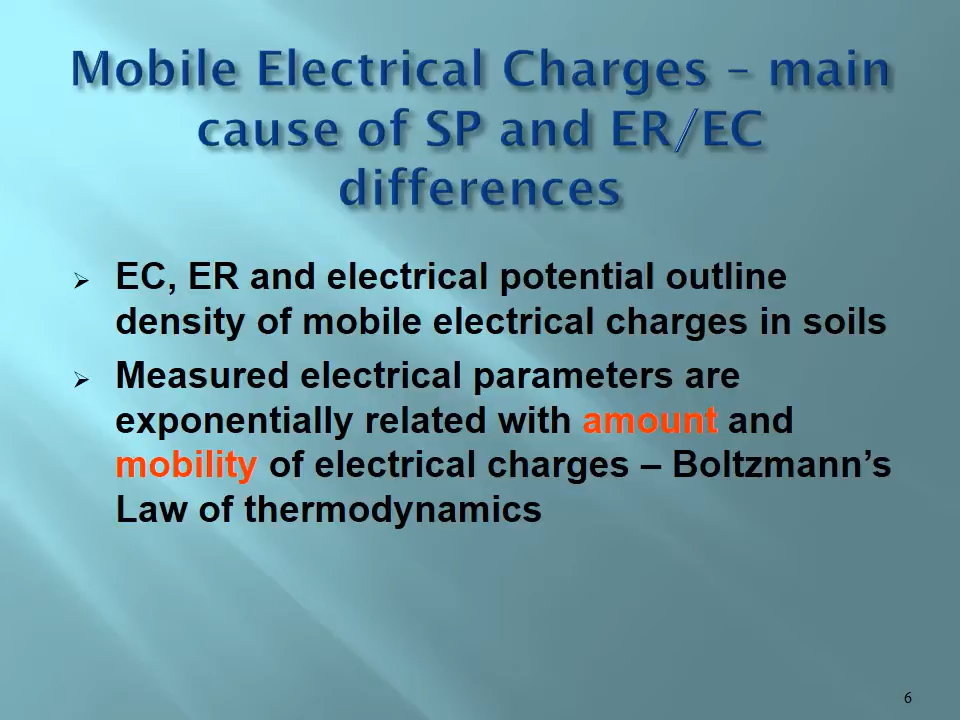 Mobile Electrical Charges – main
cause of SP and ER/EC
differences
➢ EC, ER and electrical potential outline
density of mobile electrical charges in soils
➢ Measured electrical parameters are
exponentially related with amount and
mobility of electrical charges – Boltzmann’s
Law of thermodynamics
6